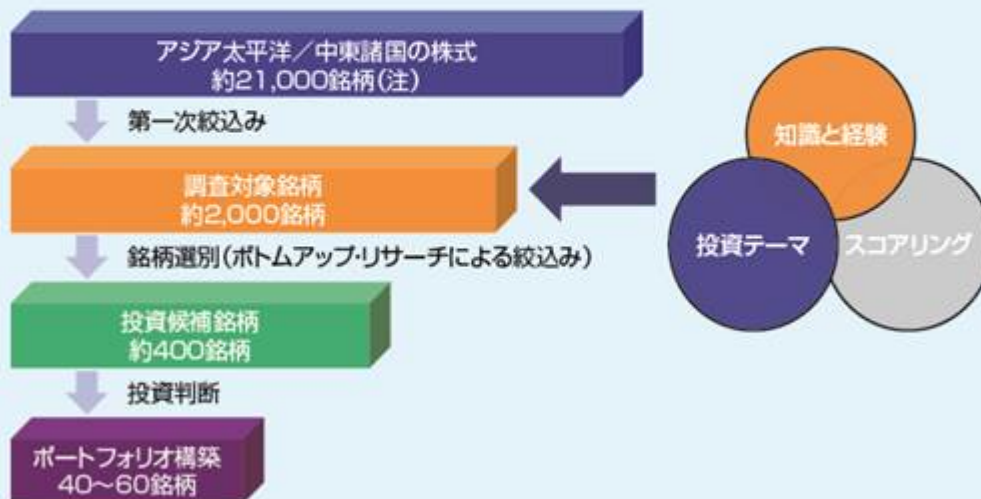 アジア太平洋／中東諸国の株式
約21,000銘柄(注)
第一次絞込み
調査対象銘柄
約2,000銘柄
銘柄選別(ボトムアップ・リサーチによる絞込み)
投資候補銘柄
約400銘柄
投資判断
ポートフォリオ構築
40～60銘柄
知識と経験
投資テーマ
スコアリング